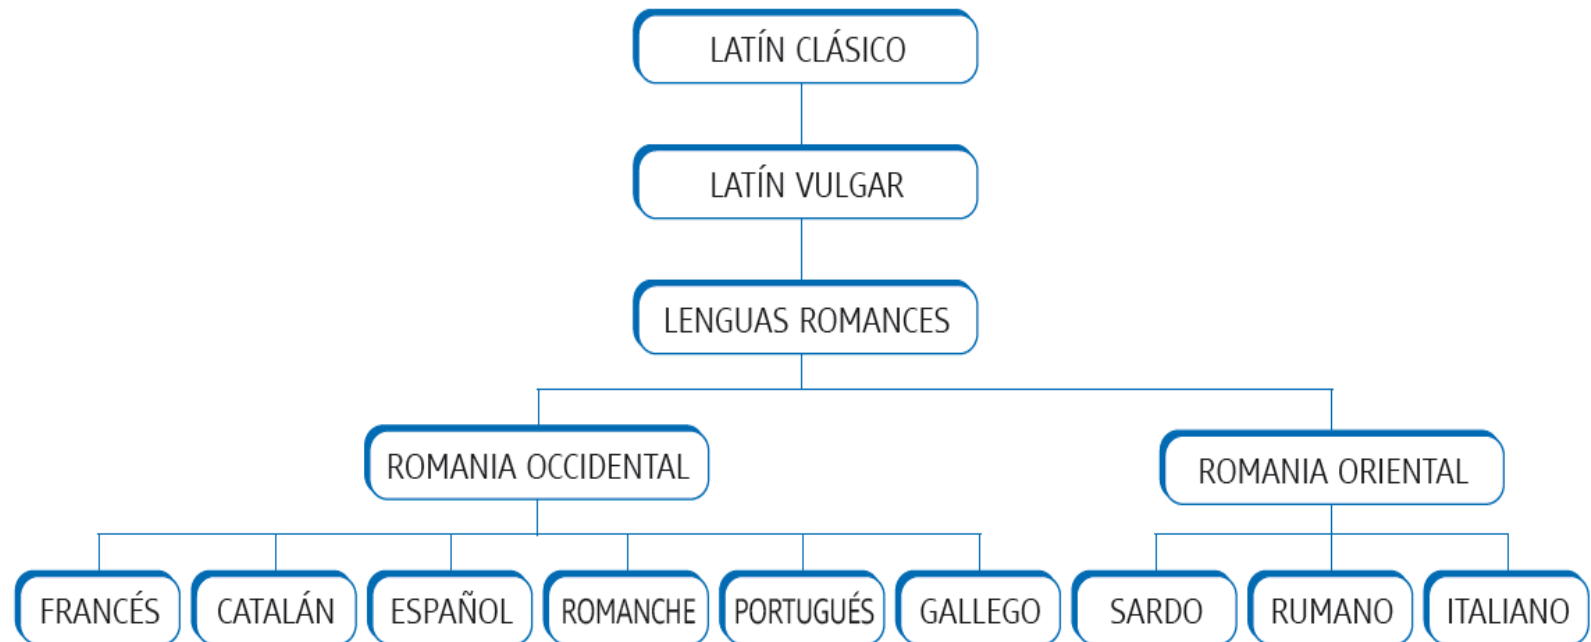 LATÍN CLÁSICO
LATÍN VULGAR
LENGUAS ROMANCES
ROMANIA OCCIDENTAL
ROMANIA ORIENTAL
FRANCÉS
CATALÁN
ESPAÑOL
ROMANCHE
PORTUGUÉS
GALLEGO
SARDO
RUMANO
ITALIANO